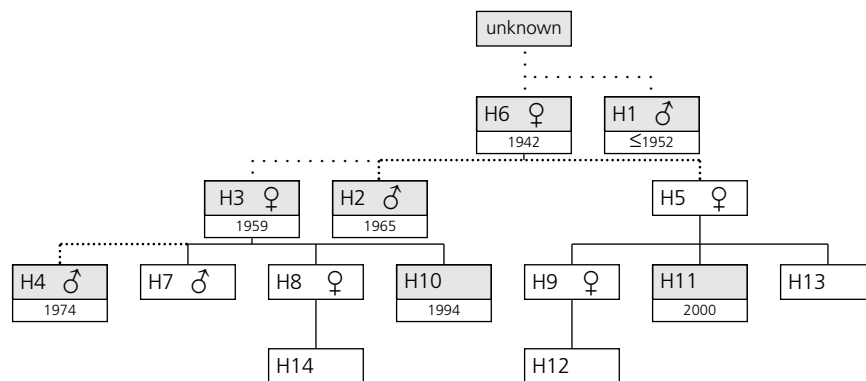 unknown
H6 ♀ H1 ♂
1942 ≤1952
H3 ♀ H2 ♂ H5 ♀
1959 1965
H4 ♂ H7 ♂ H8 ♀ H10 H9 ♀ H11 H13
1974 1994 2000
H14 H12